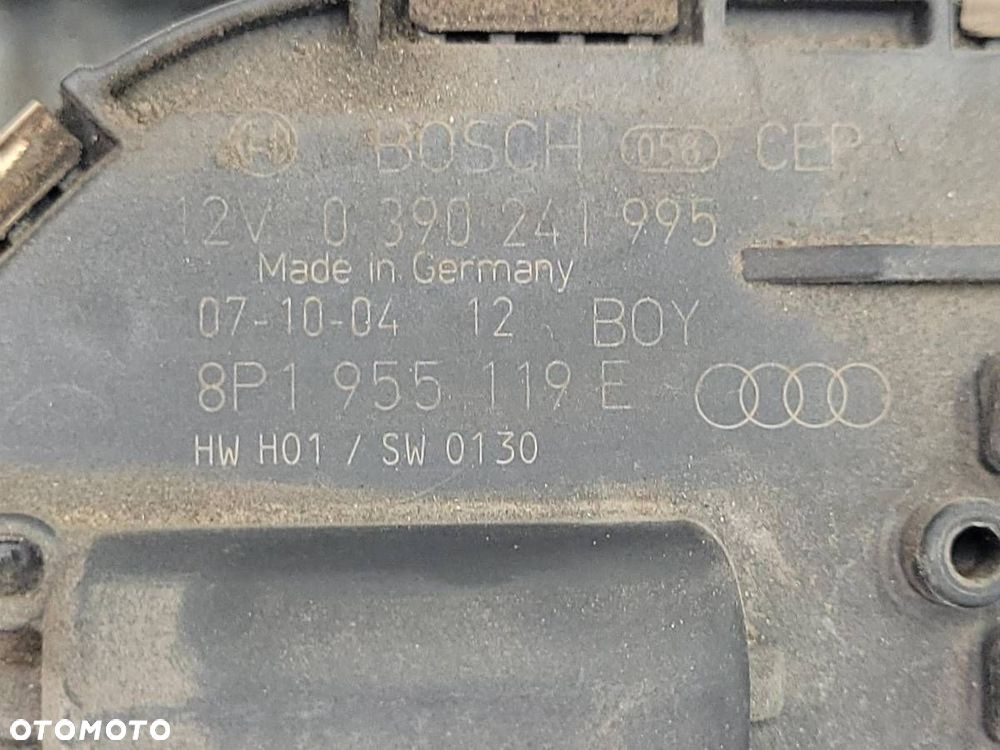 BOSCH 056 CEP
12V 0 390 241 995
Made in Germany
07-10-04 12 BOY
8P1 955 119 E
HW H01 / SW 0130
OTOMOTO